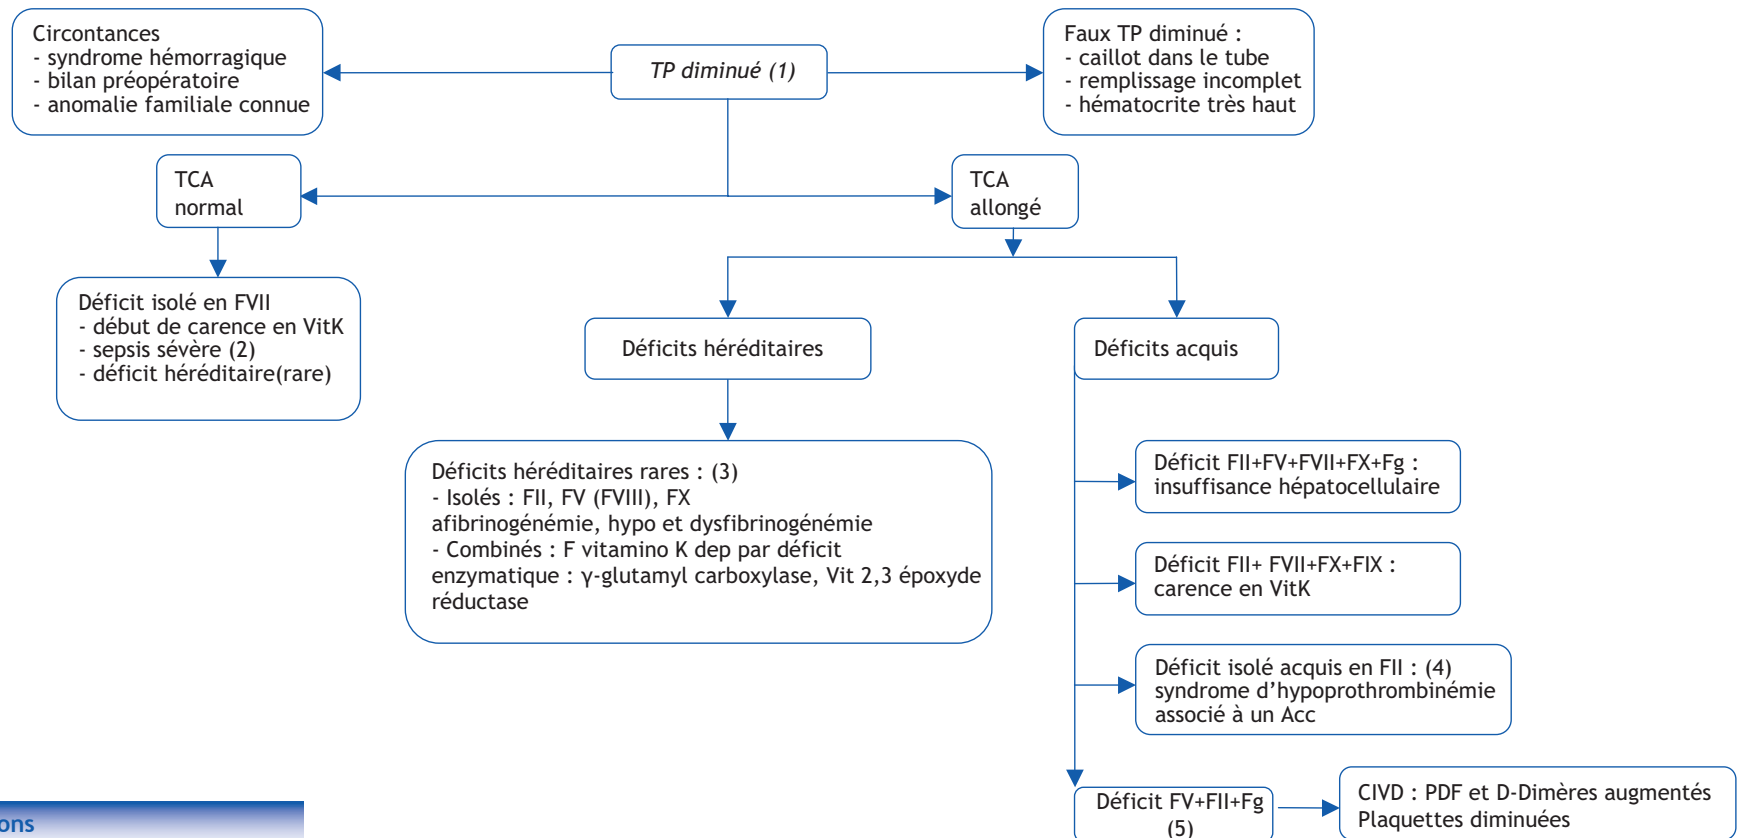 Circontances
- syndrome hémorragique
- bilan préopératoire
- anomalie familiale connue
TP diminué (1)
Faux TP diminué :
- caillot dans le tube
- remplissage incomplet
- hématocrite très haut
TCA
normal
TCA
allongé
Déficit isolé en FVII
- début de carence en VitK
- sepsis sévère (2)
- déficit héréditaire(rare)
Déficits héréditaires
Déficits acquis
Déficits héréditaires rares : (3)
- Isolés : FII, FV (FVIII), FX
afibrinogénémie, hypo et dysfibrinogénémie
- Combinés : F vitamino K dep par déficit
enzymatique : γ-glutamyl carboxylase, Vit 2,3 époxyde
réductase
Déficit FII+FV+FVII+FX+Fg :
insuffisance hépatocellulaire
Déficit FII+ FVII+FX+FIX :
carence en VitK
Déficit isolé acquis en FII : (4)
syndrome d’hypoprothrombinémie
associé à un Acc
Déficit FV+FII+Fg
(5)
CIVD : PDF et D-Dimères augmentés
Plaquettes diminuées
ons